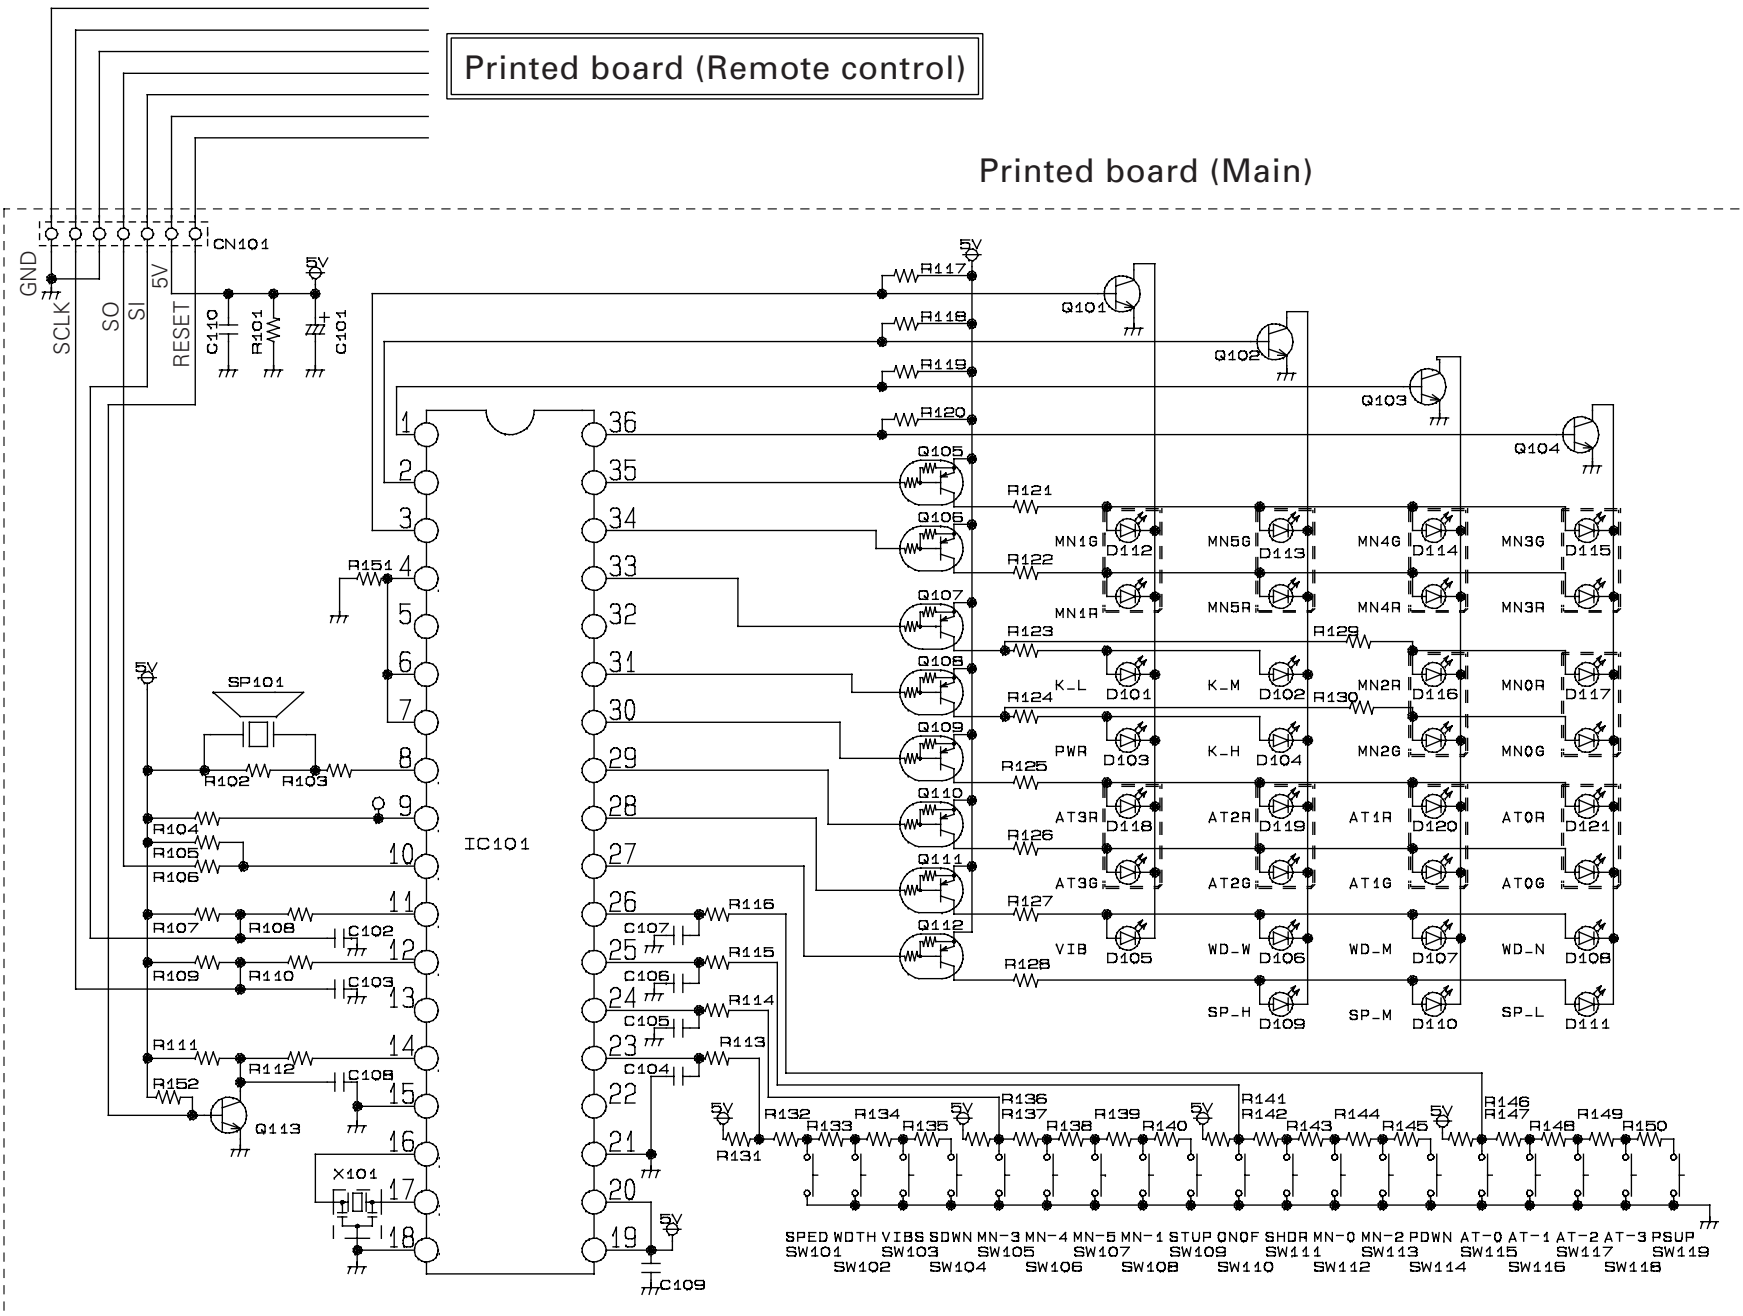 Printed board (Remote control)
Printed board (Main)
CN101
GND
SCLK
SO
SI
5V
RESET
5V
C110
R101
+
C101
5V
R117
Q101
R118
Q102
R119
Q103
R120
Q104
1
2
3
4
5
6
7
8
9
10
11
12
13
14
15
16
17
18
36
35
34
33
32
31
30
29
28
27
26
25
24
23
22
21
20
19
IC101
R151
5V
SP101
R102
R103
R104
R105
R106
R107
R108
C102
R109
R110
C103
R111
R112
C108
R152
Q113
X101
Q105
Q106
Q107
Q108
Q109
Q110
Q111
Q112
R121
R122
R123
R124
R125
R126
R127
R128
R129
R130
MN1G D112
MN5G D113
MN4G D114
MN3G D115
MN1R
MN5R
MN4R
MN3R
K_L D101
K_M D102
MN2R D116
MN0R D117
PWR D103
K_H D104
MN2G
MN0G
AT3R D118
AT2R D119
AT1R D120
AT0R D121
AT3G
AT2G
AT1G
AT0G
VIB D105
WD_W D106
WD_M D107
WD_N D108
SP_H D109
SP_M D110
SP_L D111
C107
R116
C106
R115
C105
R114
C104
R113
5V
R131
R132
R133
R134
R135
5V
R136
R137
R138
R139
R140
5V
R141
R142
R143
R144
R145
5V
R146
R147
R148
R149
R150
5V
C109
SPED WDTH VIBS SDWN MN-3 MN-4 MN-5 MN-1 STUP ONOF SHDR MN-0 MN-2 PDWN AT-0 AT-1 AT-2 AT-3 PSUP
SW101 SW103 SW105 SW107 SW109 SW111 SW113 SW115 SW117 SW119
SW102 SW104 SW106 SW108 SW110 SW112 SW114 SW116 SW118